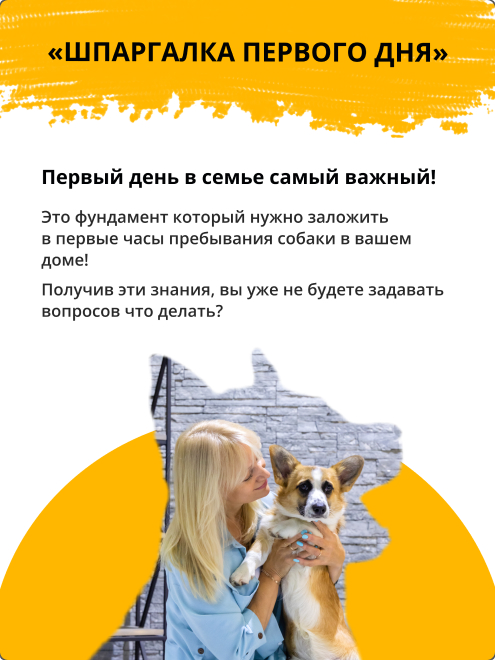 «ШПАРГАЛКА ПЕРВОГО ДНЯ»
Первый день в семье самый важный!
Это фундамент который нужно заложить
в первые часы пребывания собаки в вашем
доме!
Получив эти знания, вы уже не будете задавать
вопросов что делать?